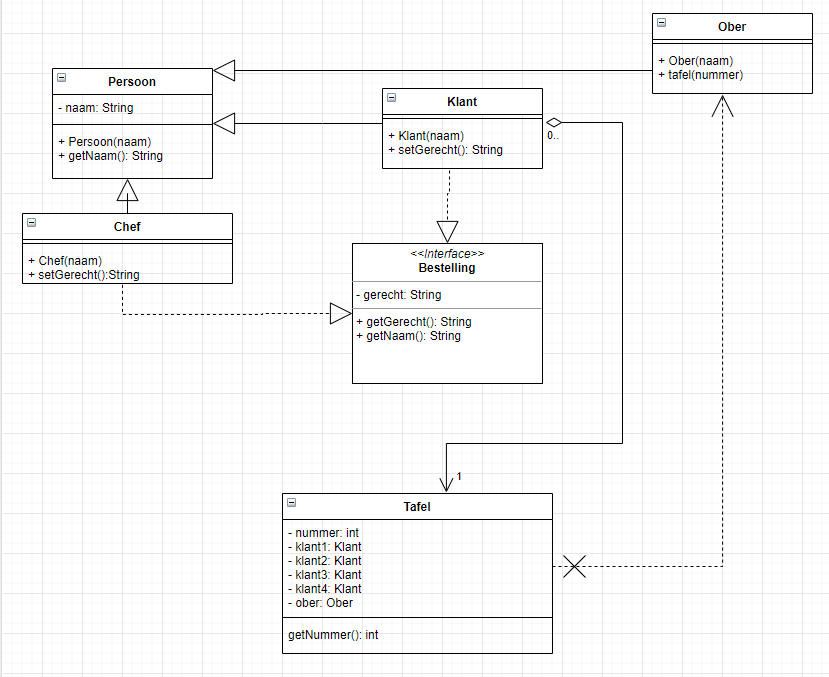 Ober
+ Ober(naam)
+ tafel(nummer)
Persoon
- naam: String
+ Persoon(naam)
+ getNaam(): String
Klant
+ Klant(naam)
+ setGerecht(): String
0..
Chef
+ Chef(naam)
+ setGerecht():String
<<Interface>>
Bestelling
- gerecht: String
+ getGerecht(): String
+ getNaam(): String
1
Tafel
- nummer: int
- klant1: Klant
- klant2: Klant
- klant3: Klant
- klant4: Klant
- ober: Ober
getNummer(): int